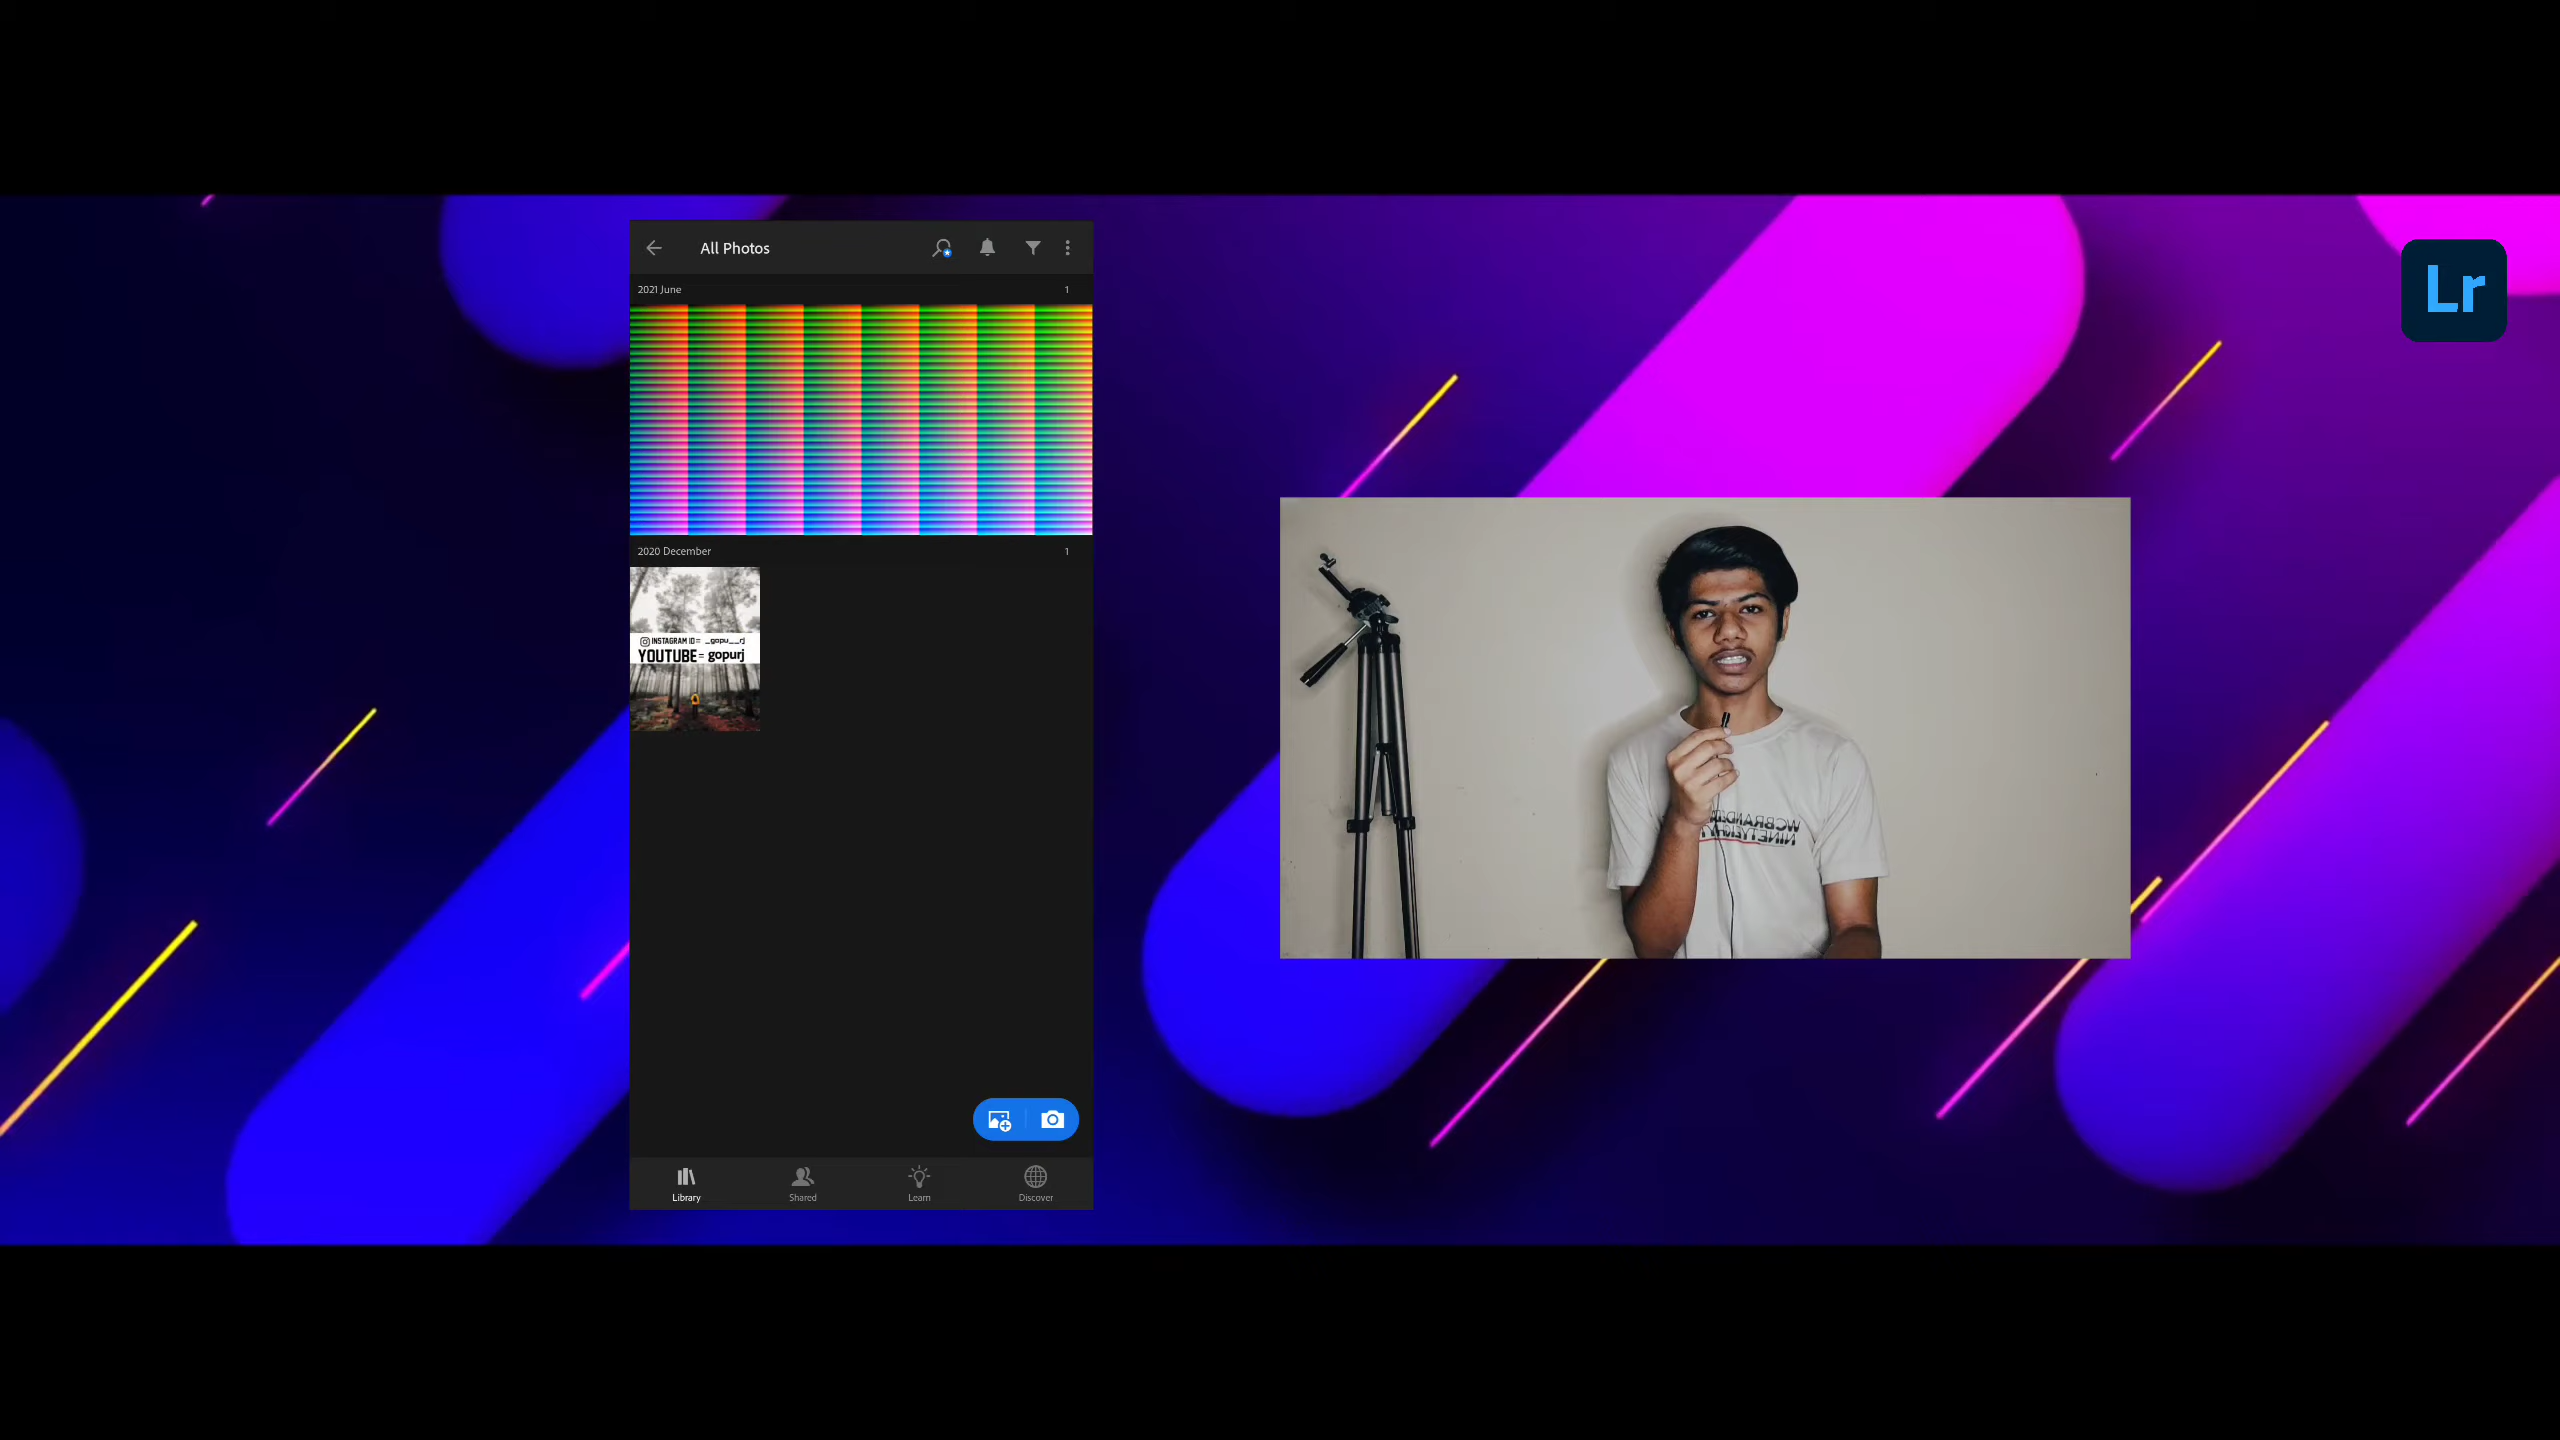 All Photos
Lr
2021 June
1
2020 December
1
INSTAGRAM ID = _gopu__rj
YOUTUBE = gopurj
Library
Shared
Learn
Discover